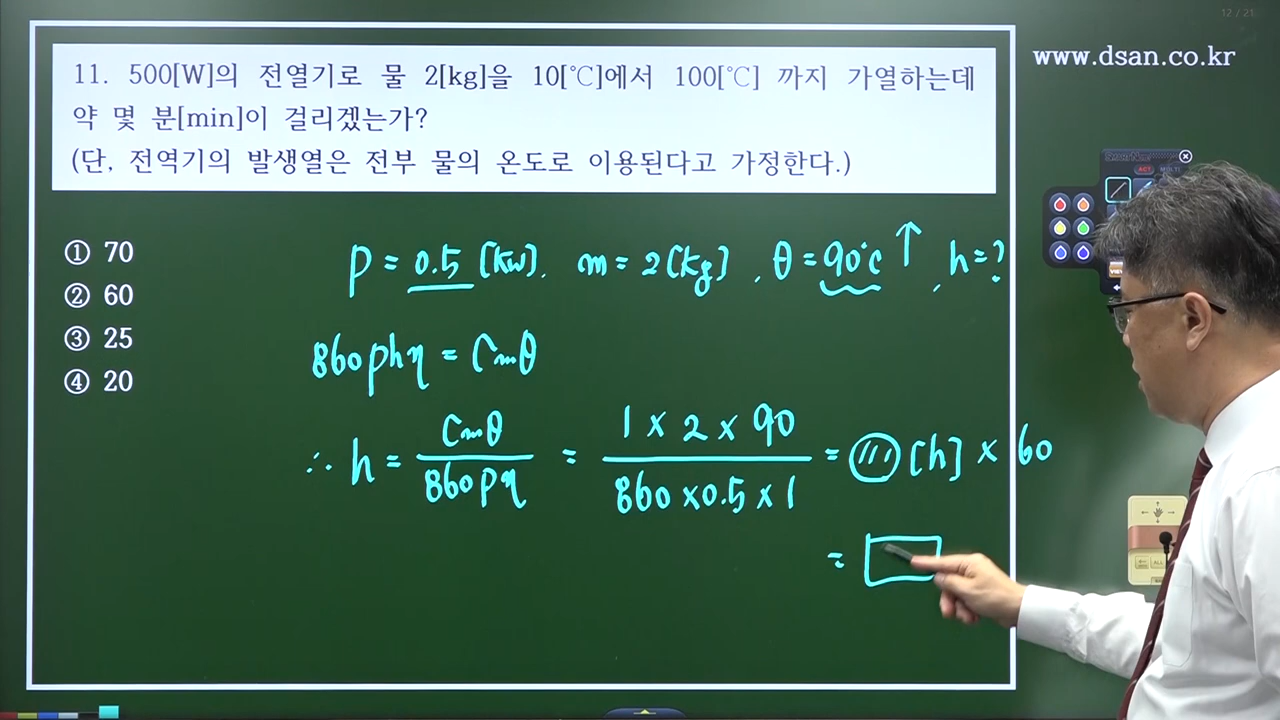 12 / 21
www.dsan.co.kr
11. 500[W]의 전열기로 물 2[kg]을 10[℃]에서 100[℃] 까지 가열하는데
약 몇 분[min]이 걸리겠는가?
(단, 전역기의 발생열은 전부 물의 온도로 이용된다고 가정한다.)
① 70
② 60
③ 25
④ 20
P = 0.5 [kW]. m = 2[kg] , θ = 90℃ ↑ , h = ?
860phη = Cmθ
∴ h = Cmθ / 860pη = 1 × 2 × 90 / 860 × 0.5 × 1 = [h] × 60
=